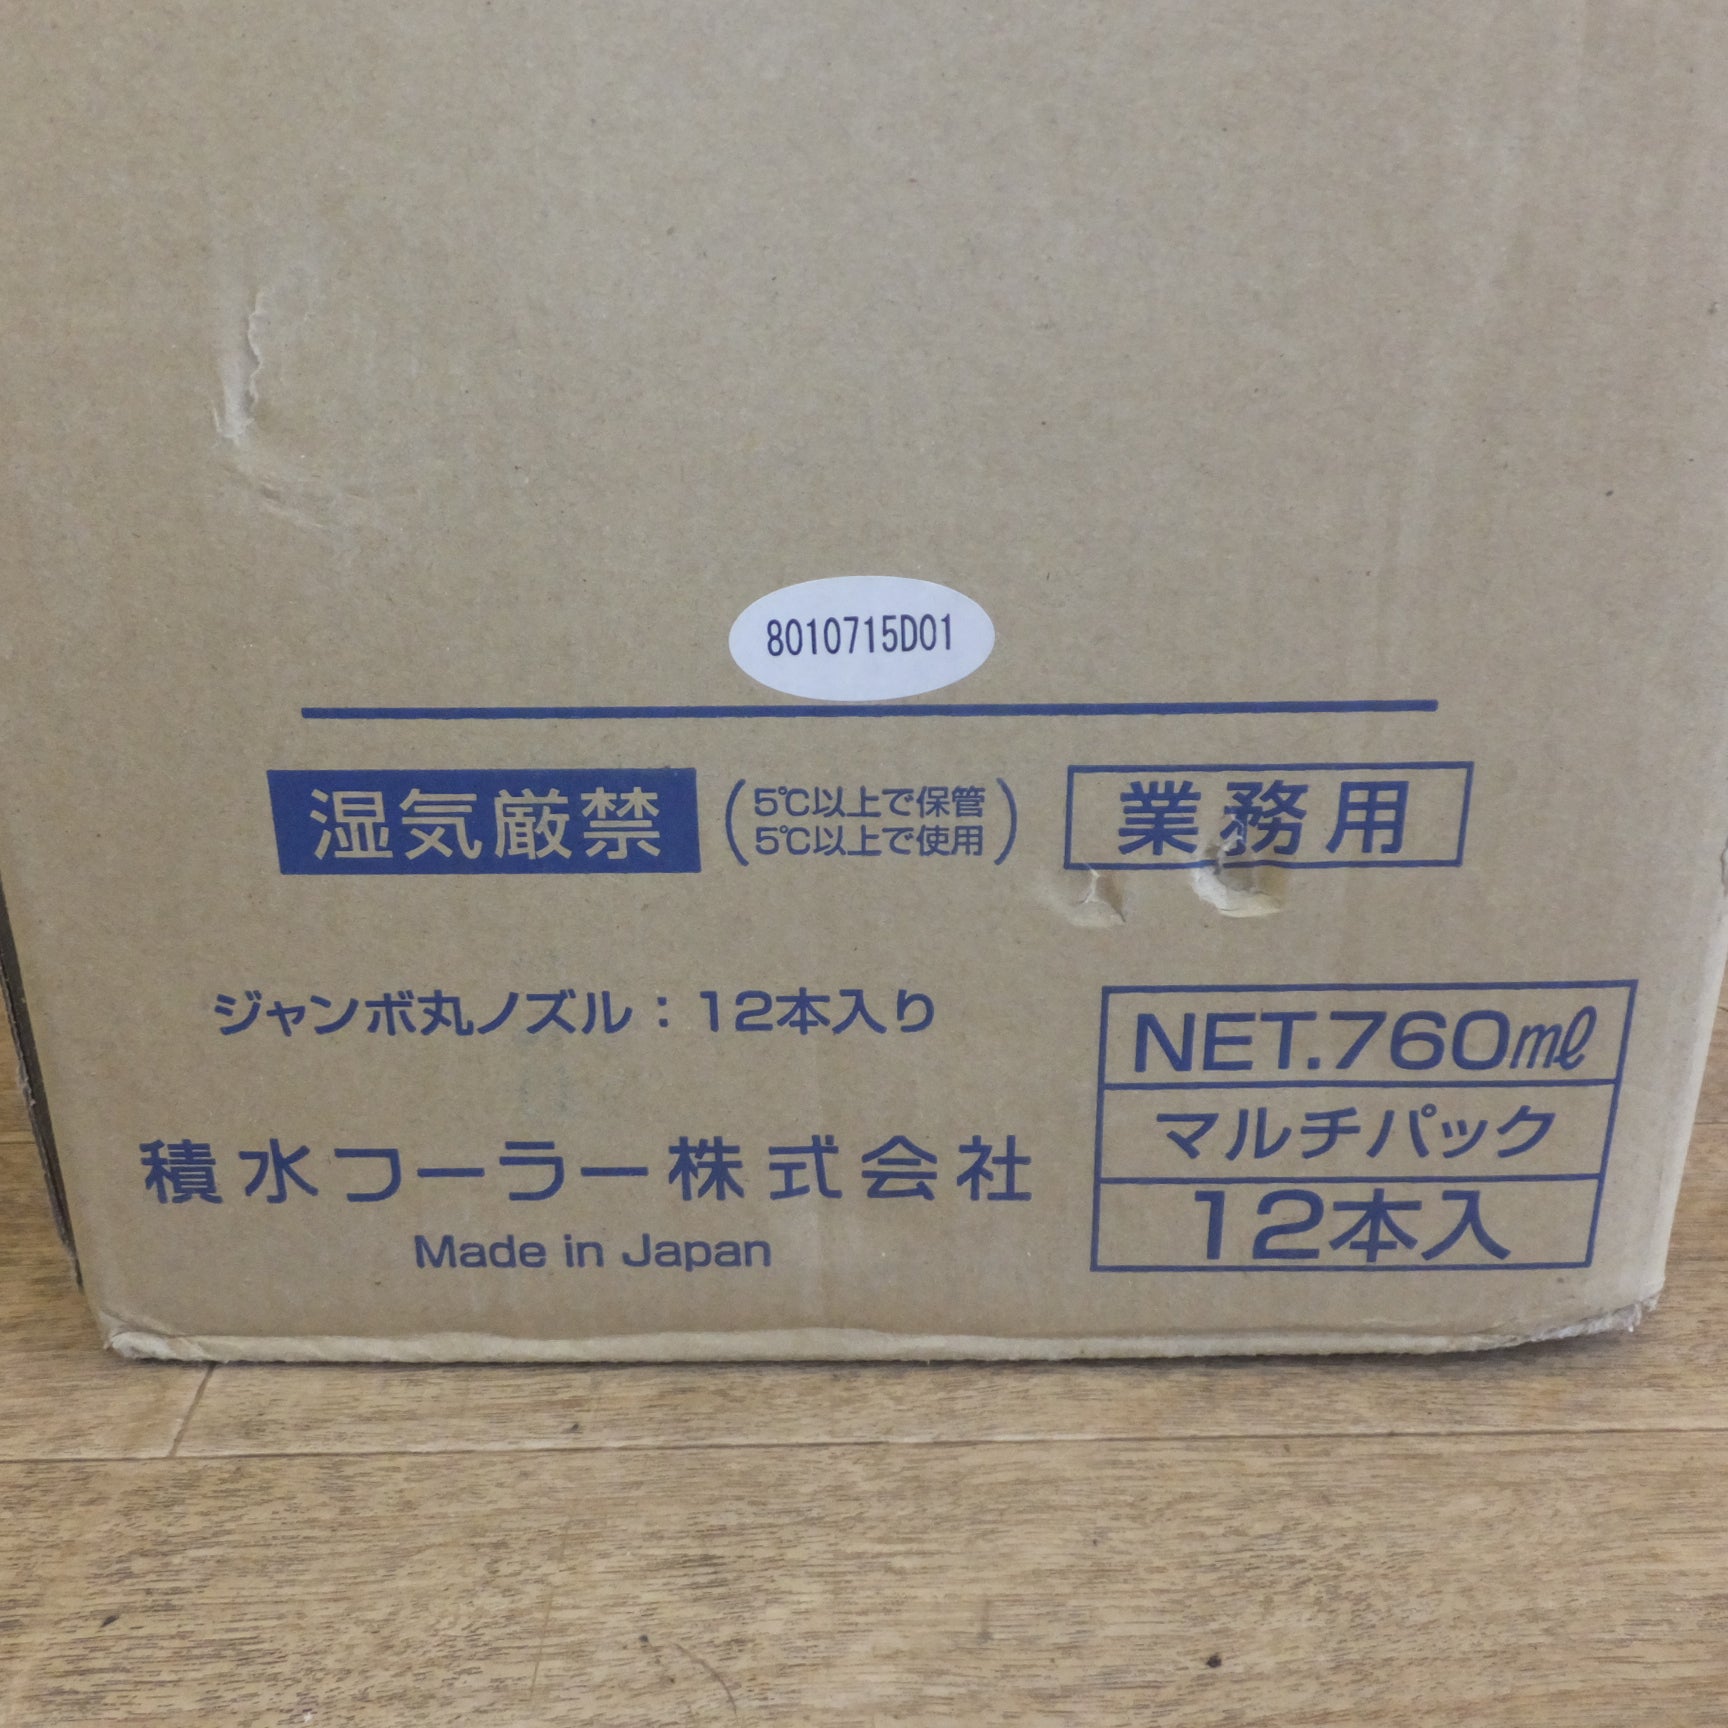 8010715D01
湿気厳禁
(5℃以上で保管
5℃以上で使用)
業務用
ジャンボ丸ノズル：12本入り
積水フーラー株式会社
Made in Japan
NET.760mℓ
マルチパック
12本入